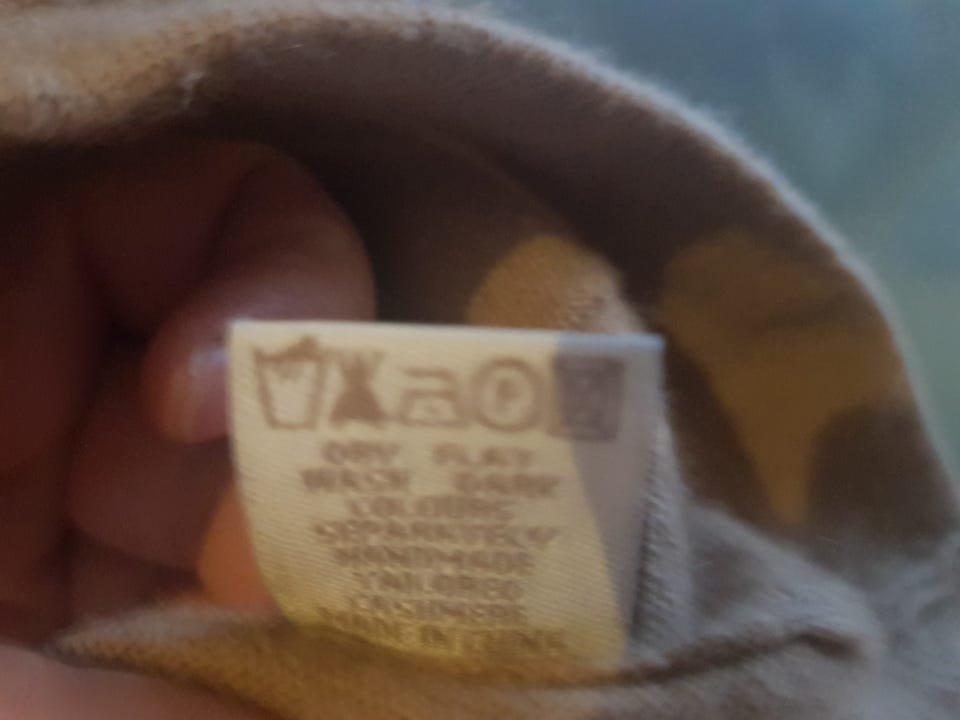 P
DRY FLAT
WASH DARK
COLOURS
SEPARATELY
HANDMADE
TAILORED
CASHMERE
MADE IN CHINA